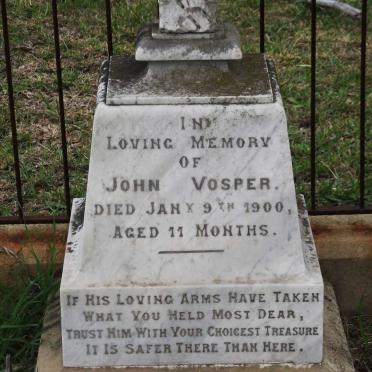 IN
LOVING MEMORY
OF
JOHN VOSPER.
DIED JANY 9TH 1900,
AGED 11 MONTHS.
IF HIS LOVING ARMS HAVE TAKEN
WHAT YOU HELD MOST DEAR,
TRUST HIM WITH YOUR CHOICEST TREASURE
IT IS SAFER THERE THAN HERE.